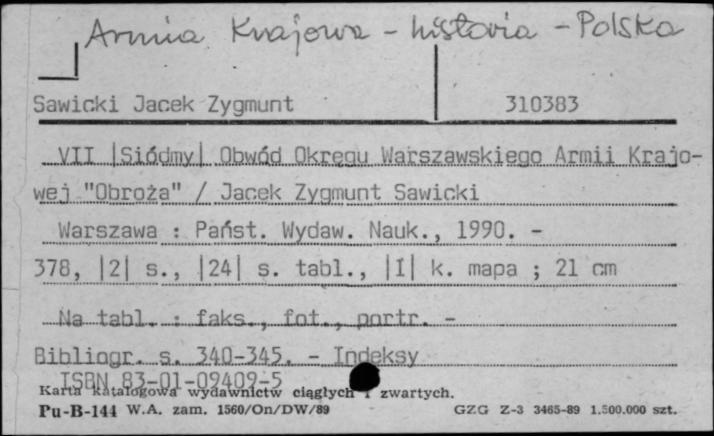 Armia Krajowa - historia - Polska
Sawicki Jacek Zygmunt 310383
VII |Siódmy| Obwód Okręgu Warszawskiego Armii Krajo-
wej "Obroża" / Jacek Zygmunt Sawicki
Warszawa : Państ. Wydaw. Nauk., 1990. -
378, |2| s., |24| s. tabl., |I| k. mapa ; 21 cm
Na tabl. : faks., fot., portr. -
Bibliogr. s. 340-345. - Indeksy
ISBN 83-01-09409-5
Karta katalogowa wydawnictw ciągłych i zwartych.
Pu-B-144 W.A. zam. 1560/On/DW/89 GZG Z-3 3465-89 1.500.000 szt.